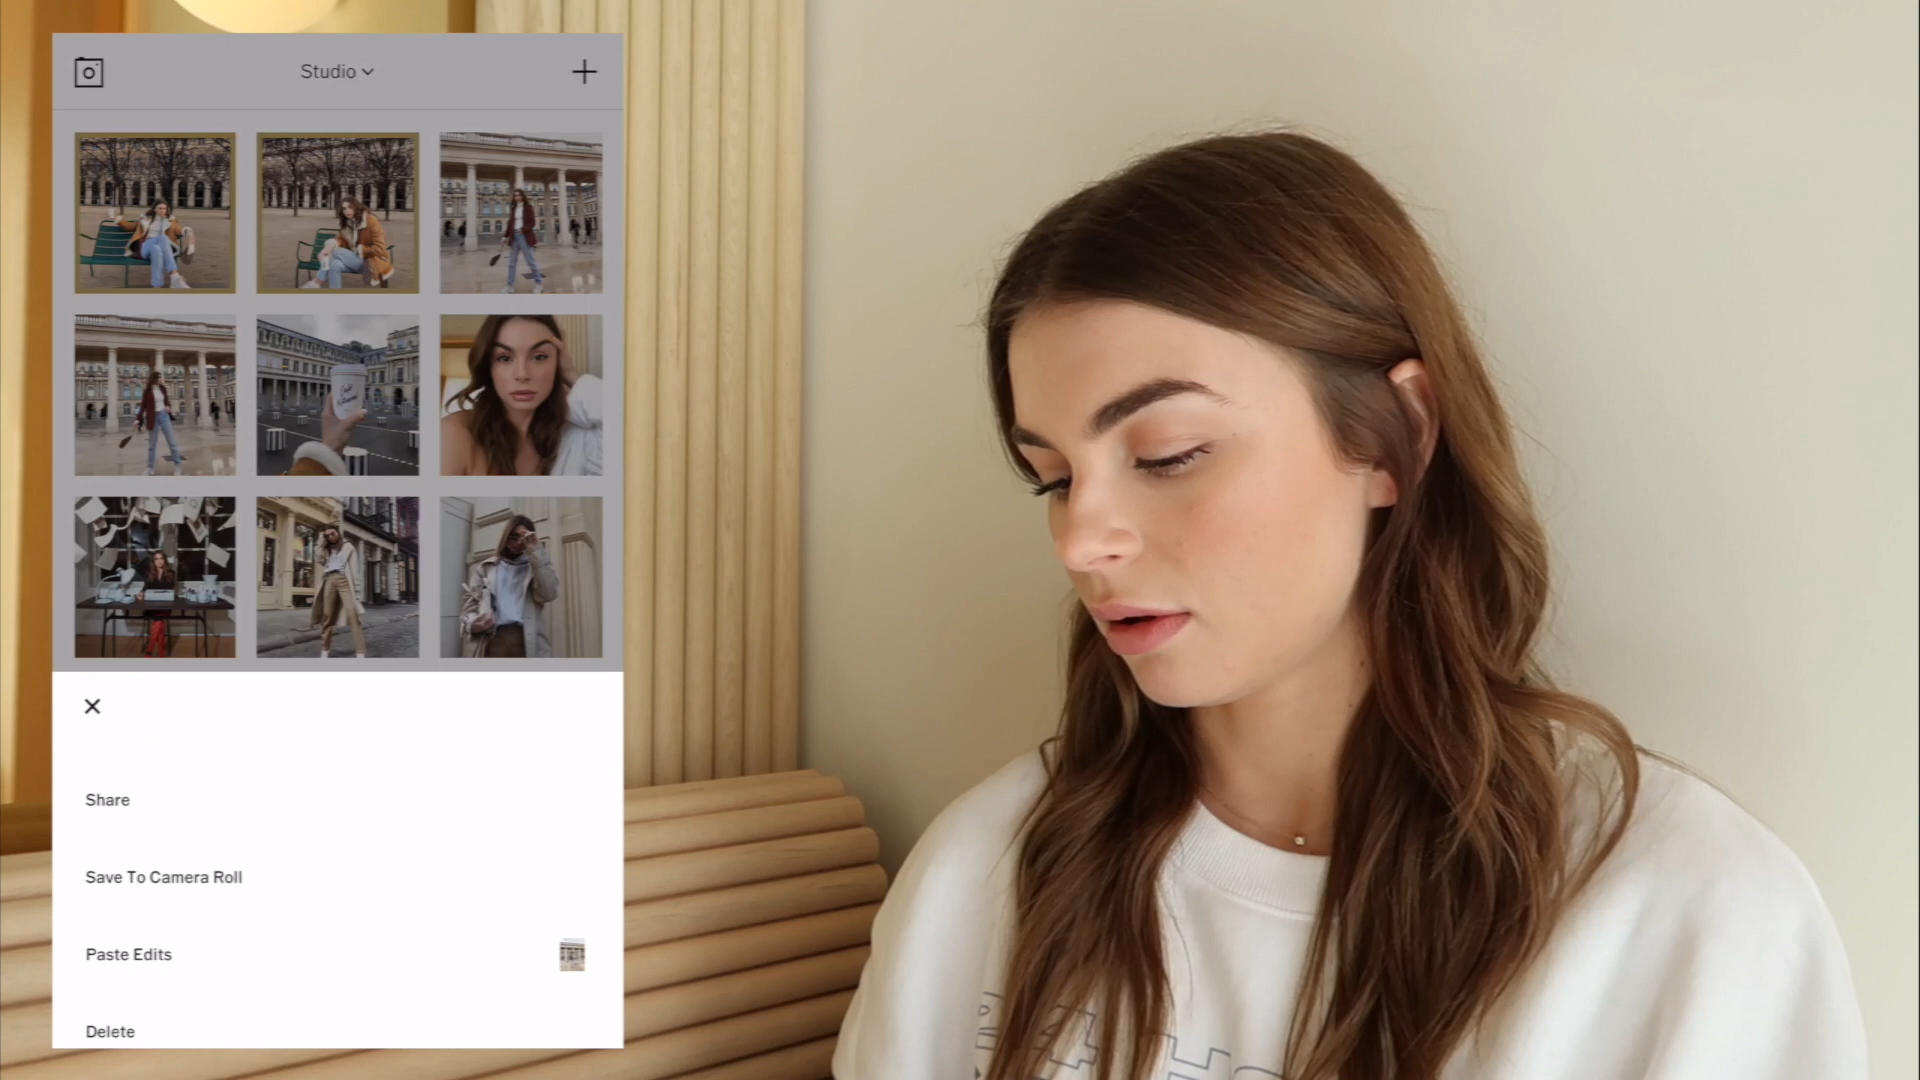 Studio
Share
Save To Camera Roll
Paste Edits
Delete